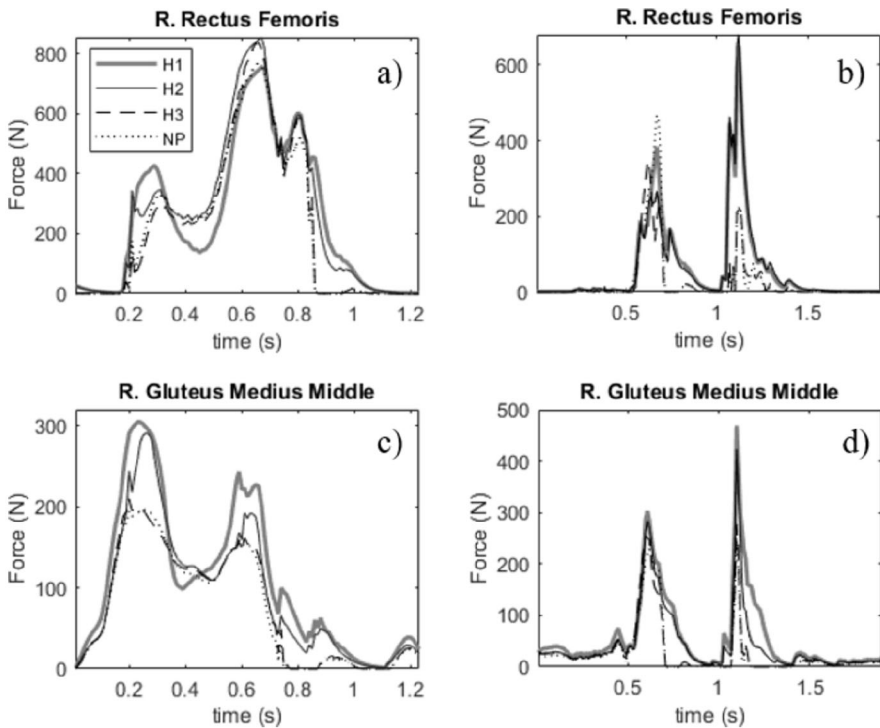 R. Rectus Femoris
a)
H1
H2
H3
NP
800
600
400
200
0
Force (N)
0.2 0.4 0.6 0.8 1 1.2
time (s)
R. Rectus Femoris
b)
600
400
200
0
Force (N)
0.5 1 1.5
time (s)
R. Gluteus Medius Middle
c)
300
200
100
0
Force (N)
0.2 0.4 0.6 0.8 1 1.2
time (s)
R. Gluteus Medius Middle
d)
500
400
300
200
100
0
Force (N)
0.5 1 1.5
time (s)